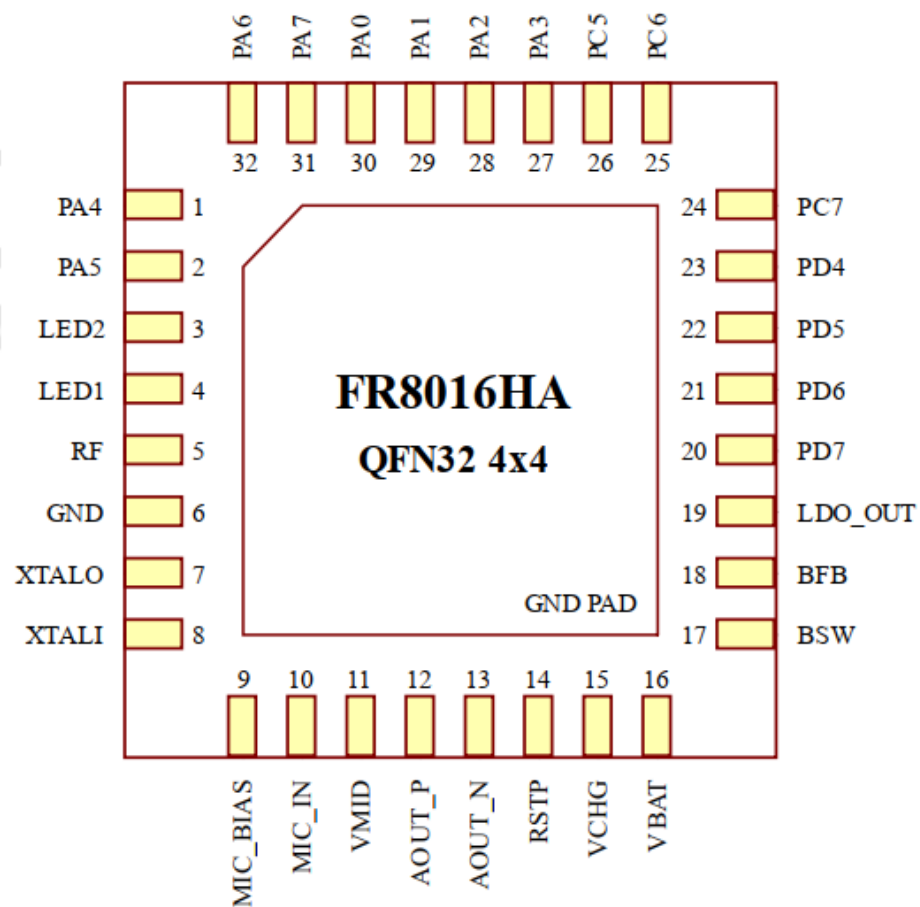 PA6 PA7 PA0 PA1 PA2 PA3 PC5 PC6
32 31 30 29 28 27 26 25
PA4 1 24 PC7
PA5 2 23 PD4
LED2 3 22 PD5
LED1 4 21 PD6
FR8016HA
RF 5 20 PD7
QFN32 4x4
GND 6 19 LDO_OUT
XTALO 7 18 BFB
GND PAD
XTALI 8 17 BSW
9 10 11 12 13 14 15 16
MIC_BIAS MIC_IN VMID AOUT_P AOUT_N RSTP VCHG VBAT